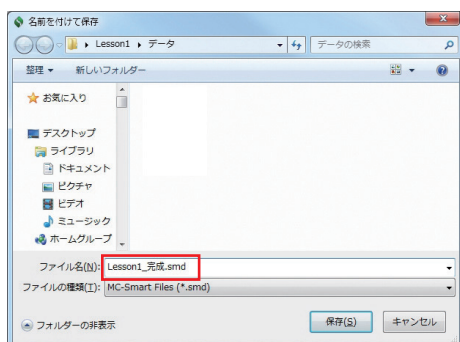 名前を付けて保存
Lesson1 ▸ データ
データの検索
整理 ▼ 新しいフォルダー
お気に入り
デスクトップ
ライブラリ
ドキュメント
ピクチャ
ビデオ
ミュージック
ホームグループ
ファイル名(N): Lesson1_完成.smd
ファイルの種類(T): MC-Smart Files (*.smd)
フォルダーの非表示
保存(S)
キャンセル